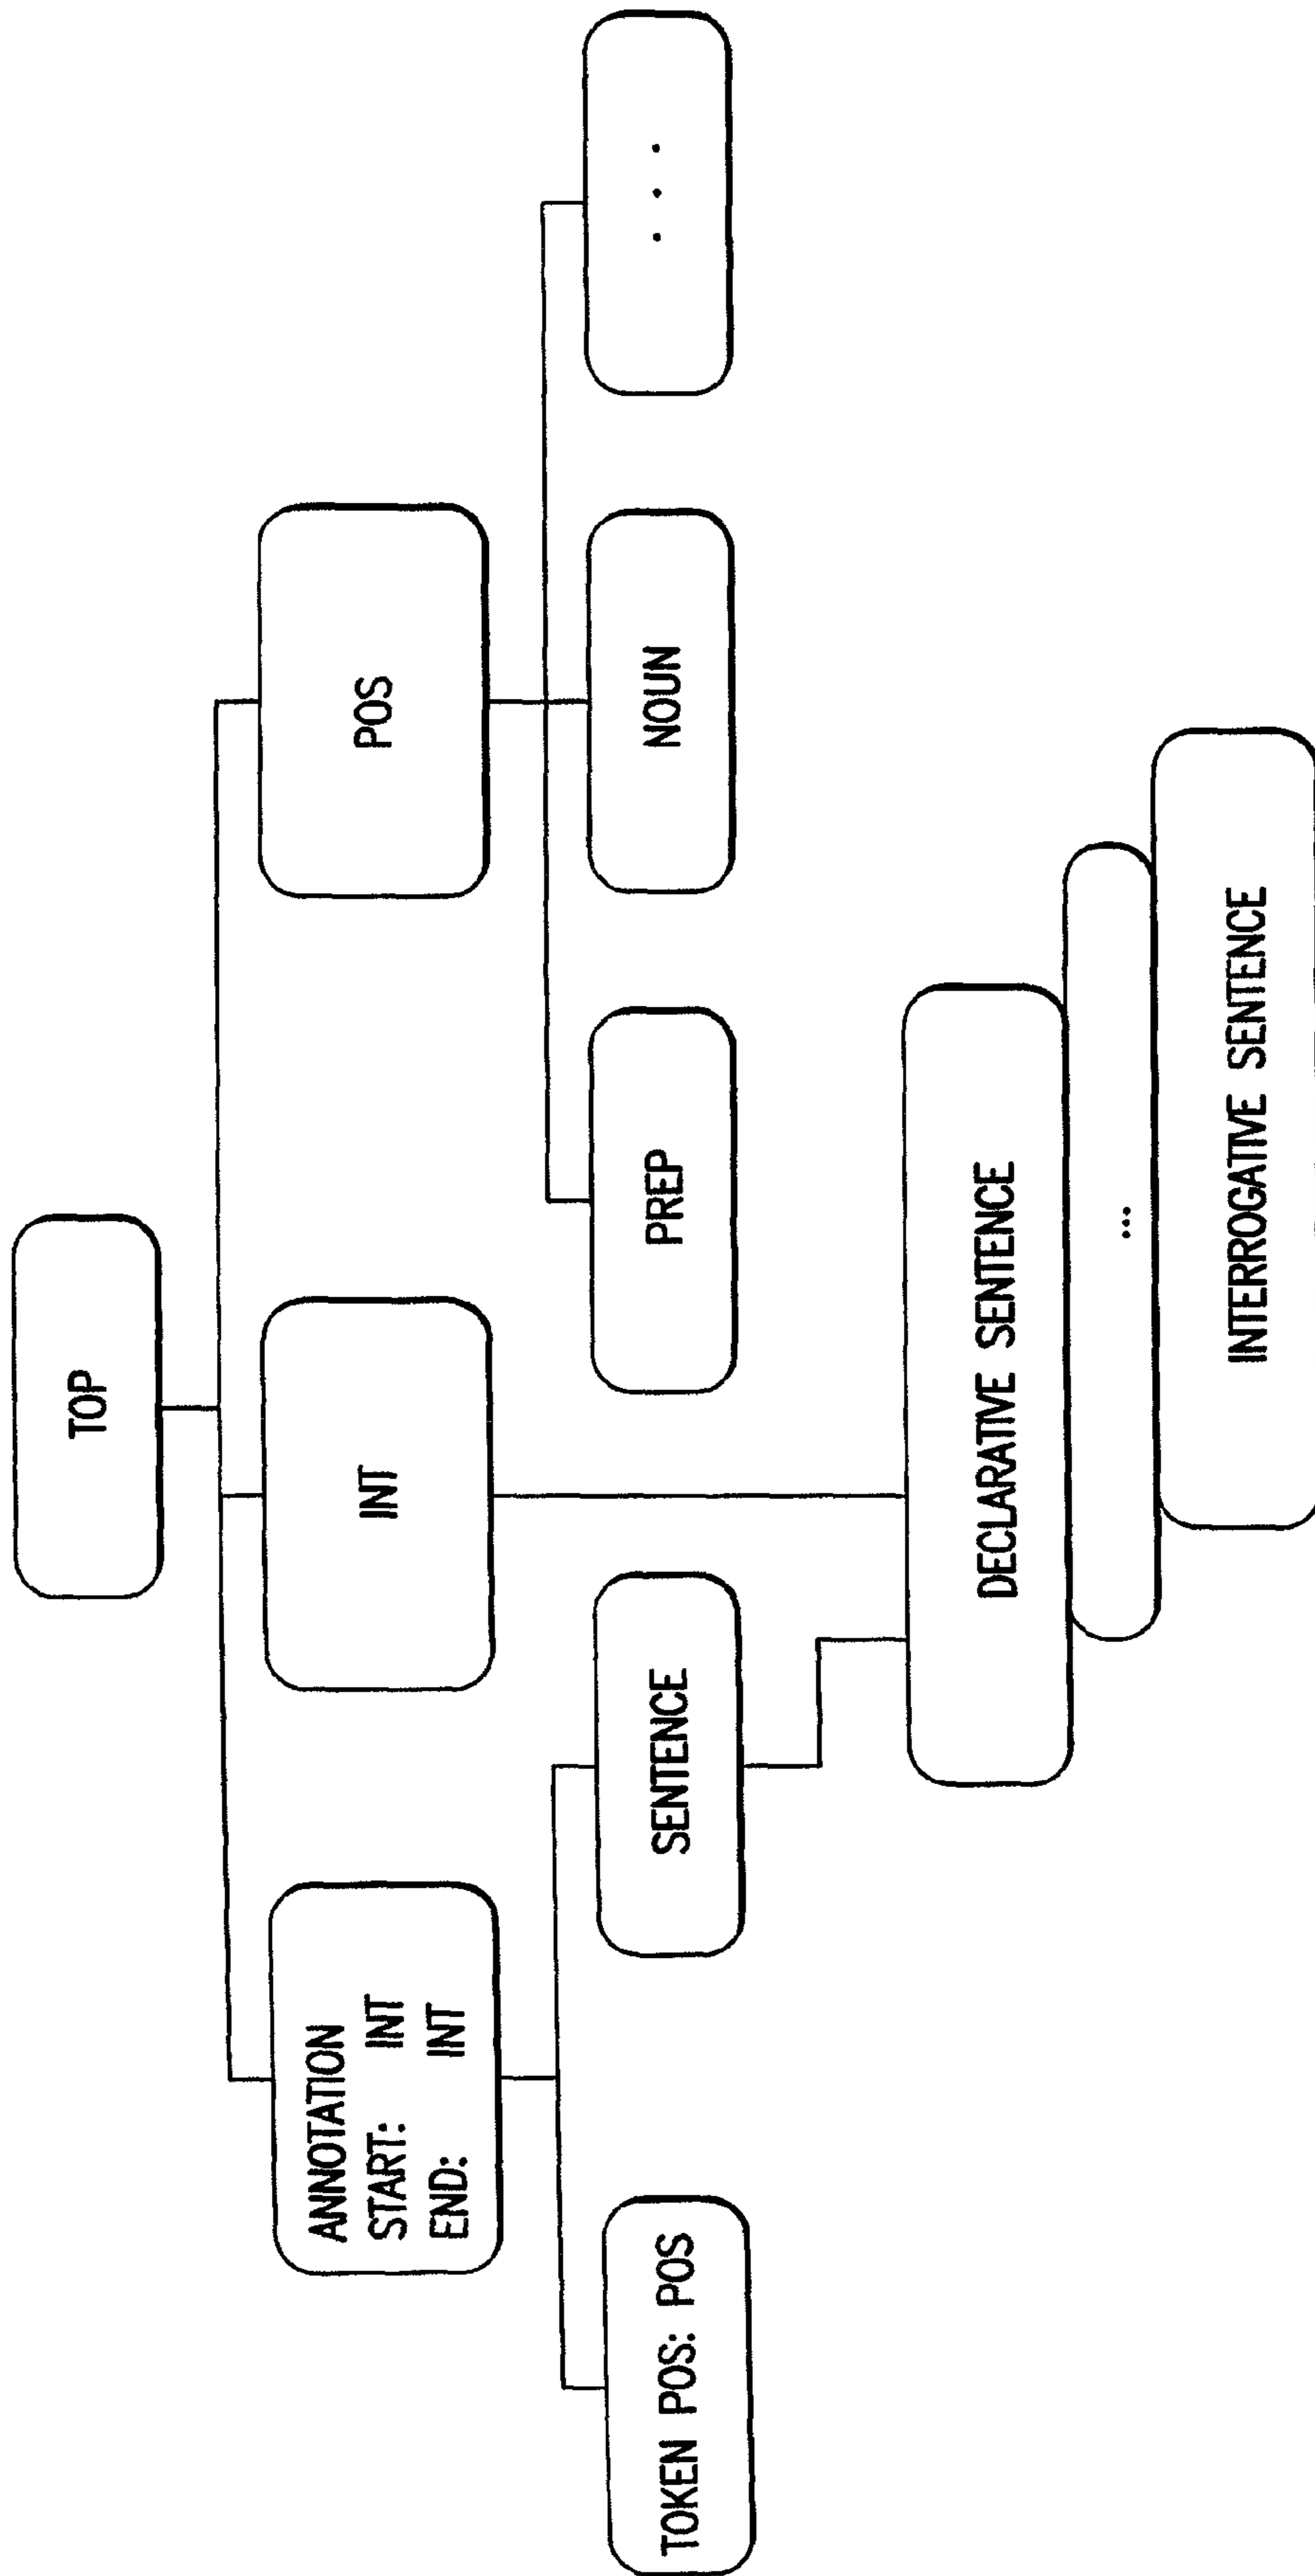 TOP
ANNOTATION
START: INT
END: INT
INT
POS
TOKEN POS: POS
SENTENCE
PREP
NOUN
. . .
DECLARATIVE SENTENCE
...
INTERROGATIVE SENTENCE